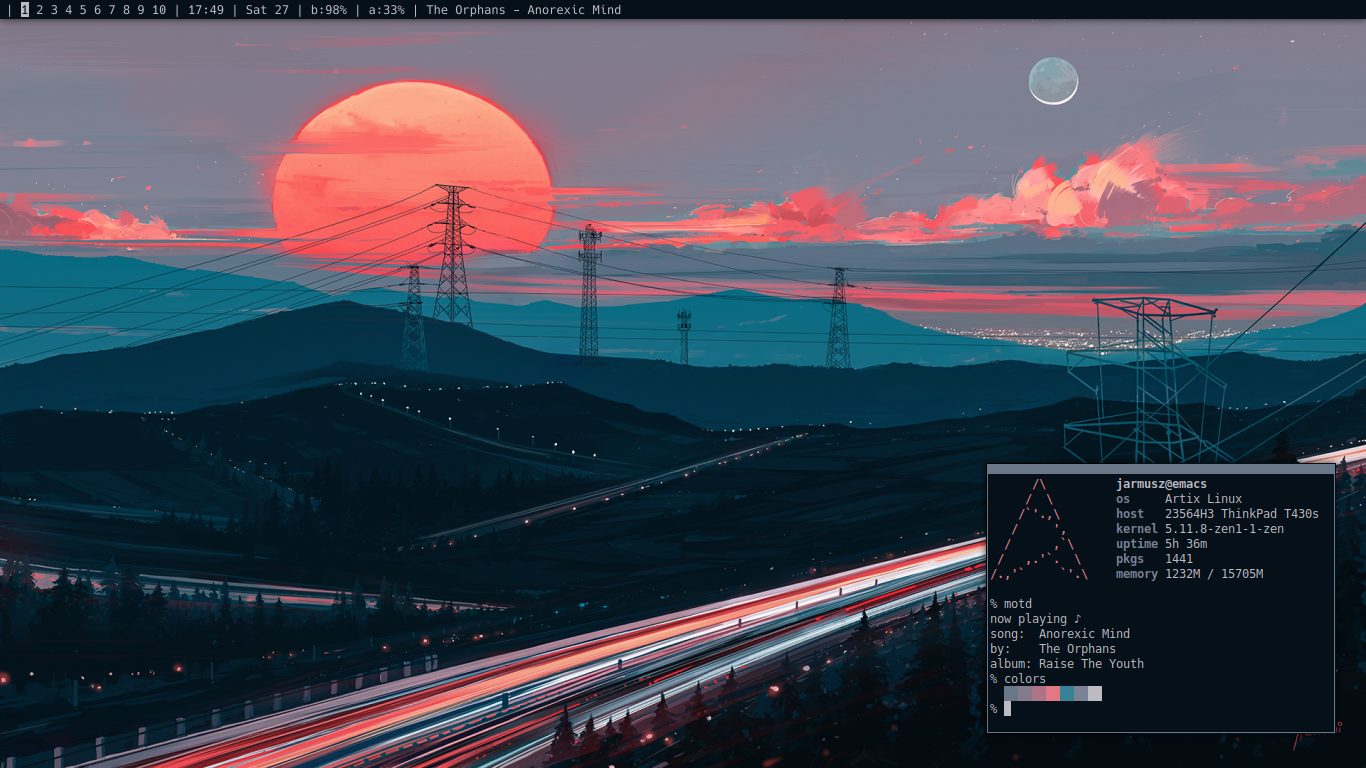 | 1 2 3 4 5 6 7 8 9 10 | 17:49 | Sat 27 | b:98% | a:33% | The Orphans – Anorexic Mind
jarmusz@emacs
os Artix Linux
host 23564H3 ThinkPad T430s
kernel 5.11.8-zen1-1-zen
uptime 5h 36m
pkgs 1441
memory 1232M / 15705M
% motd
now playing ♪
song: Anorexic Mind
by: The Orphans
album: Raise The Youth
% colors
%